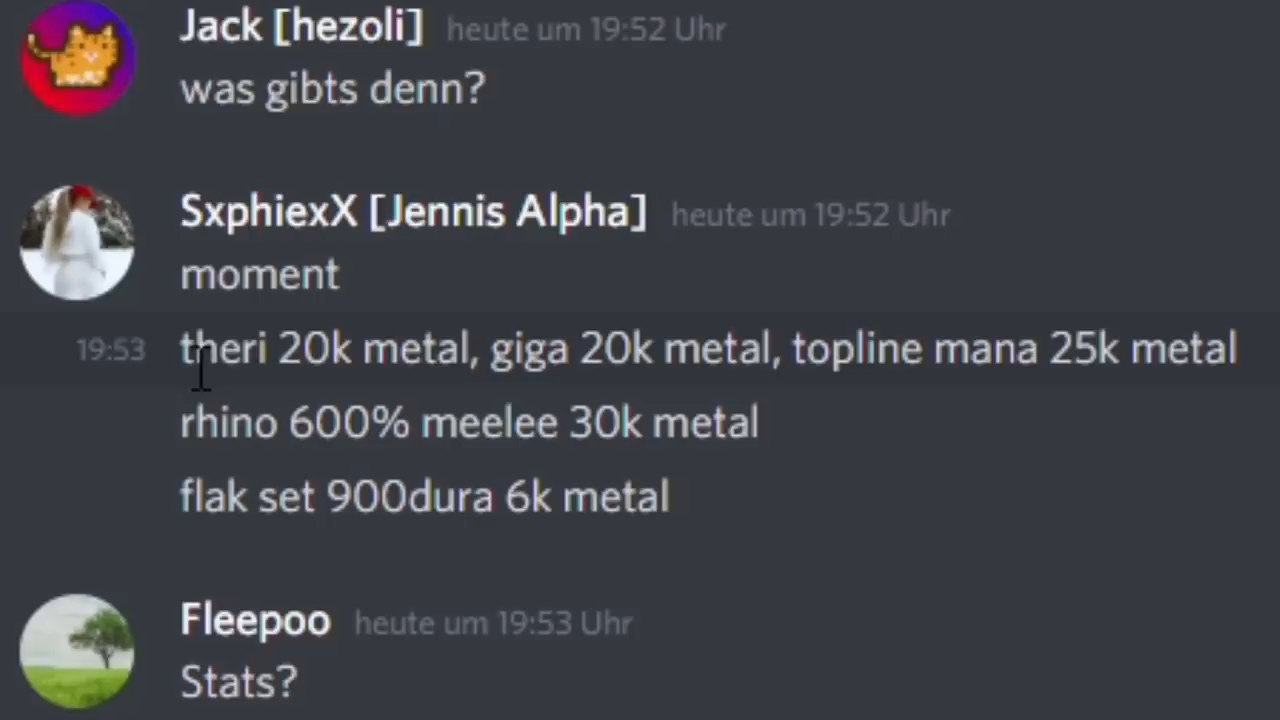 Jack [hezoli] heute um 19:52 Uhr
was gibts denn?
SxphiexX [Jennis Alpha] heute um 19:52 Uhr
moment
19:53 theri 20k metal, giga 20k metal, topline mana 25k metal
rhino 600% meelee 30k metal
flak set 900dura 6k metal
Fleepoo heute um 19:53 Uhr
Stats?